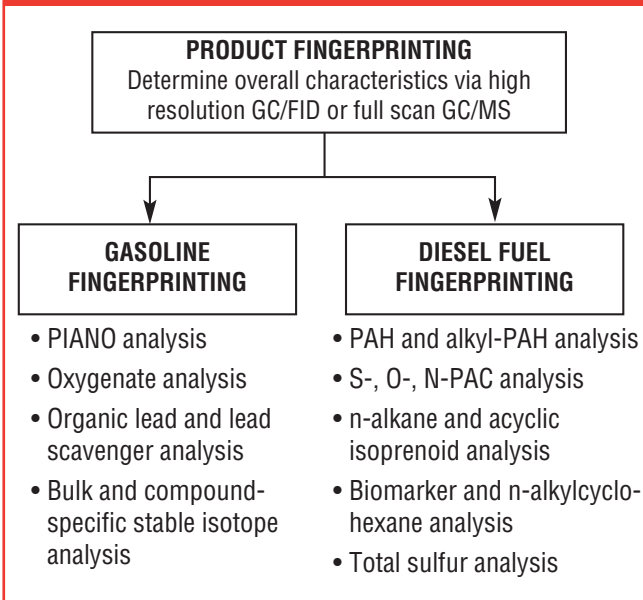 PRODUCT FINGERPRINTING
Determine overall characteristics via high
resolution GC/FID or full scan GC/MS
GASOLINE
FINGERPRINTING
• PIANO analysis
• Oxygenate analysis
• Organic lead and lead
scavenger analysis
• Bulk and compound-
specific stable isotope
analysis
DIESEL FUEL
FINGERPRINTING
• PAH and alkyl-PAH analysis
• S-, O-, N-PAC analysis
• n-alkane and acyclic
isoprenoid analysis
• Biomarker and n-alkylcyclo-
hexane analysis
• Total sulfur analysis